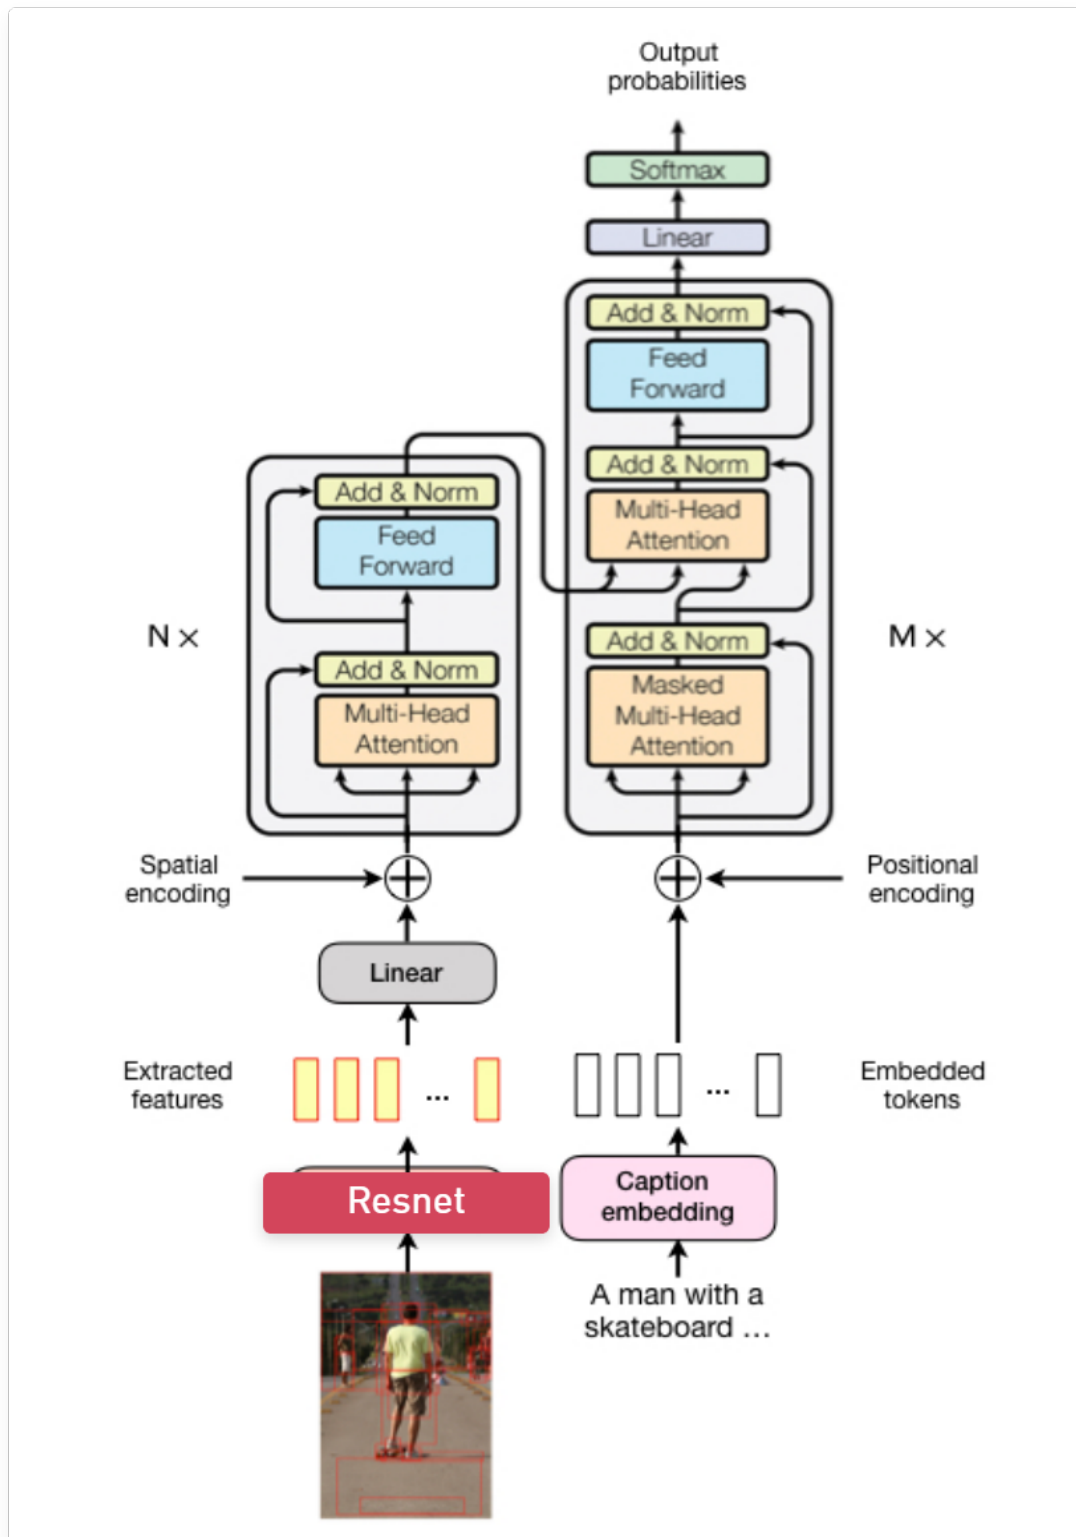 Output
probabilities
Softmax
Linear
Add & Norm
Feed
Forward
Add & Norm
Multi-Head
Attention
Add & Norm
Masked
Multi-Head
Attention
Add & Norm
Feed
Forward
Add & Norm
Multi-Head
Attention
N ×
M ×
Spatial
encoding
Positional
encoding
Linear
Extracted
features
...
...
Embedded
tokens
Resnet
Caption
embedding
A man with a
skateboard ...